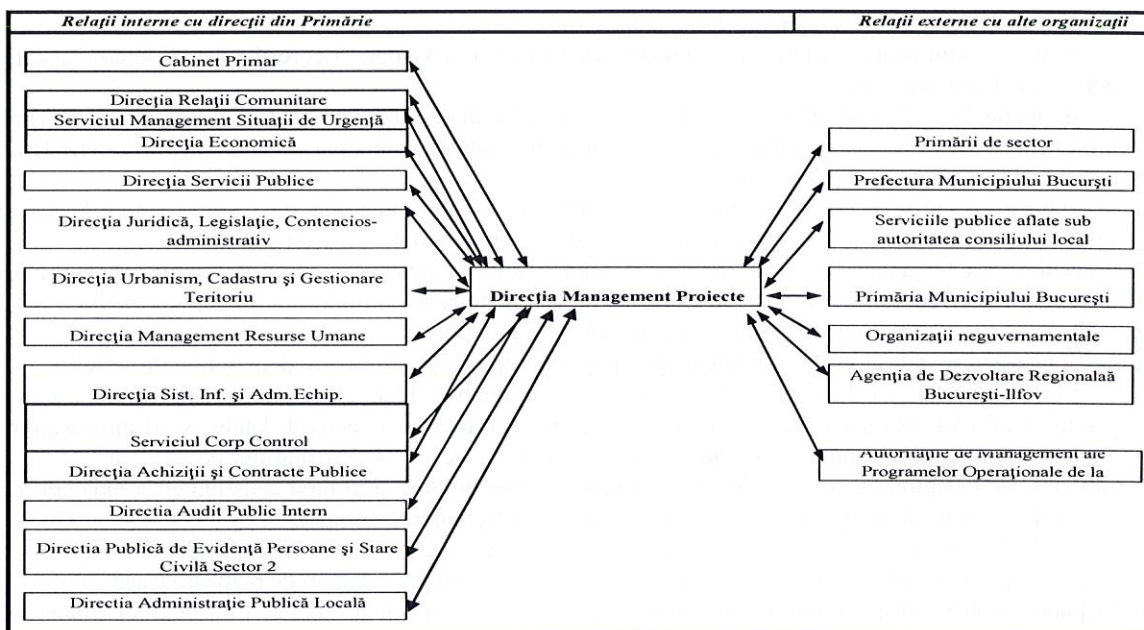 Relaţii interne cu direcţii din Primărie
Relaţii externe cu alte organizaţii
Cabinet Primar
Direcţia Relaţii Comunitare
Serviciul Management Situaţii de Urgenţă
Direcţia Economică
Direcţia Servicii Publice
Direcţia Juridică, Legislaţie, Contencios-
administrativ
Direcţia Urbanism, Cadastru şi Gestionare
Teritoriu
Direcţia Management Resurse Umane
Direcţia Sist. Inf. şi Adm.Echip.
Serviciul Corp Control
Direcţia Achiziţii şi Contracte Publice
Directia Audit Public Intern
Directia Publică de Evidenţă Persoane şi Stare
Civilă Sector 2
Directia Administraţie Publică Locală
Direcţia Management Proiecte
Primării de sector
Prefectura Municipiului Bucurşti
Serviciile publice aflate sub
autoritatea consiliului local
Primăria Municipiului Bucureşti
Organizaţii neguvernamentale
Agenţia de Dezvoltare Regionalaă
Bucureşti-Ilfov
Autorităţile de Management ale
Programelor Operaţionale de la